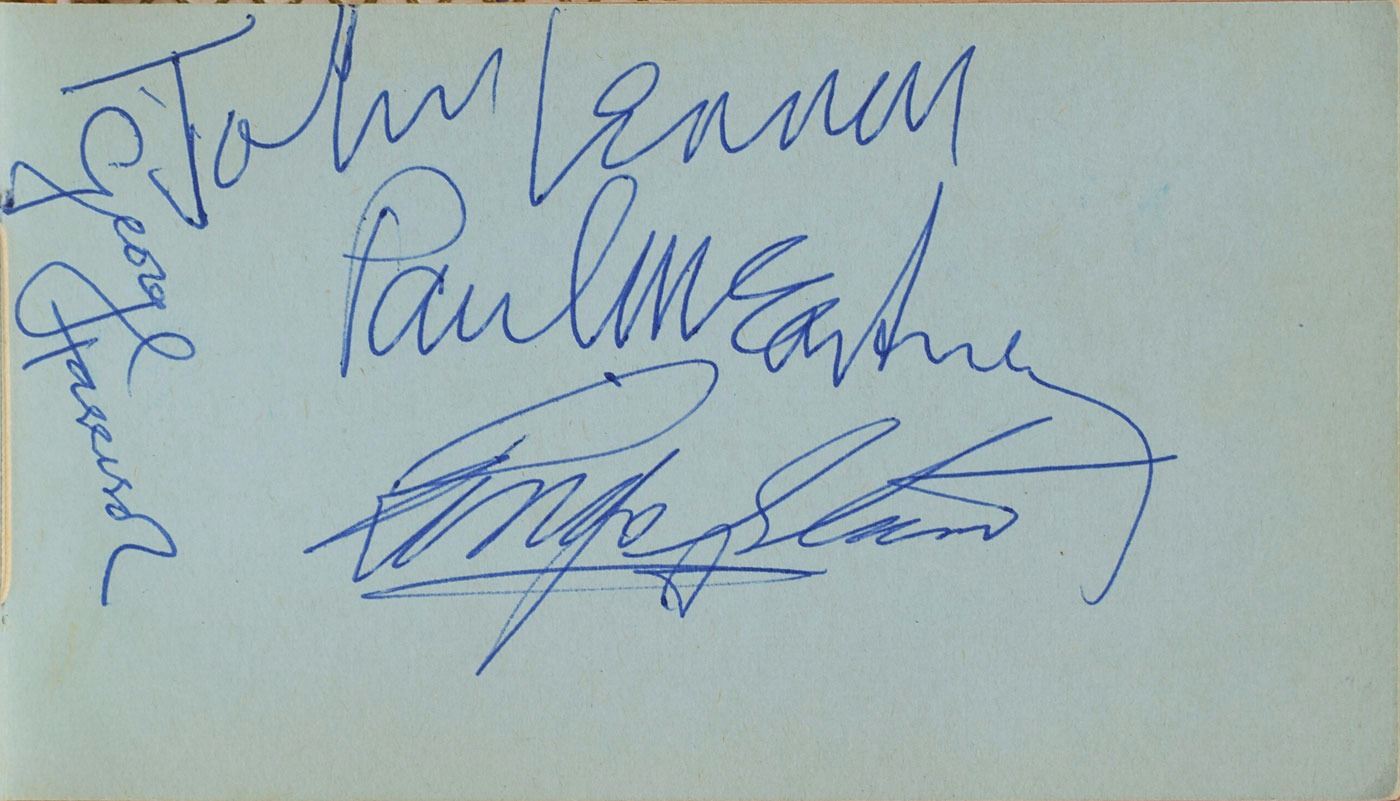 John Lennon
Paul McCartney
Ringo Starr
George Harrison